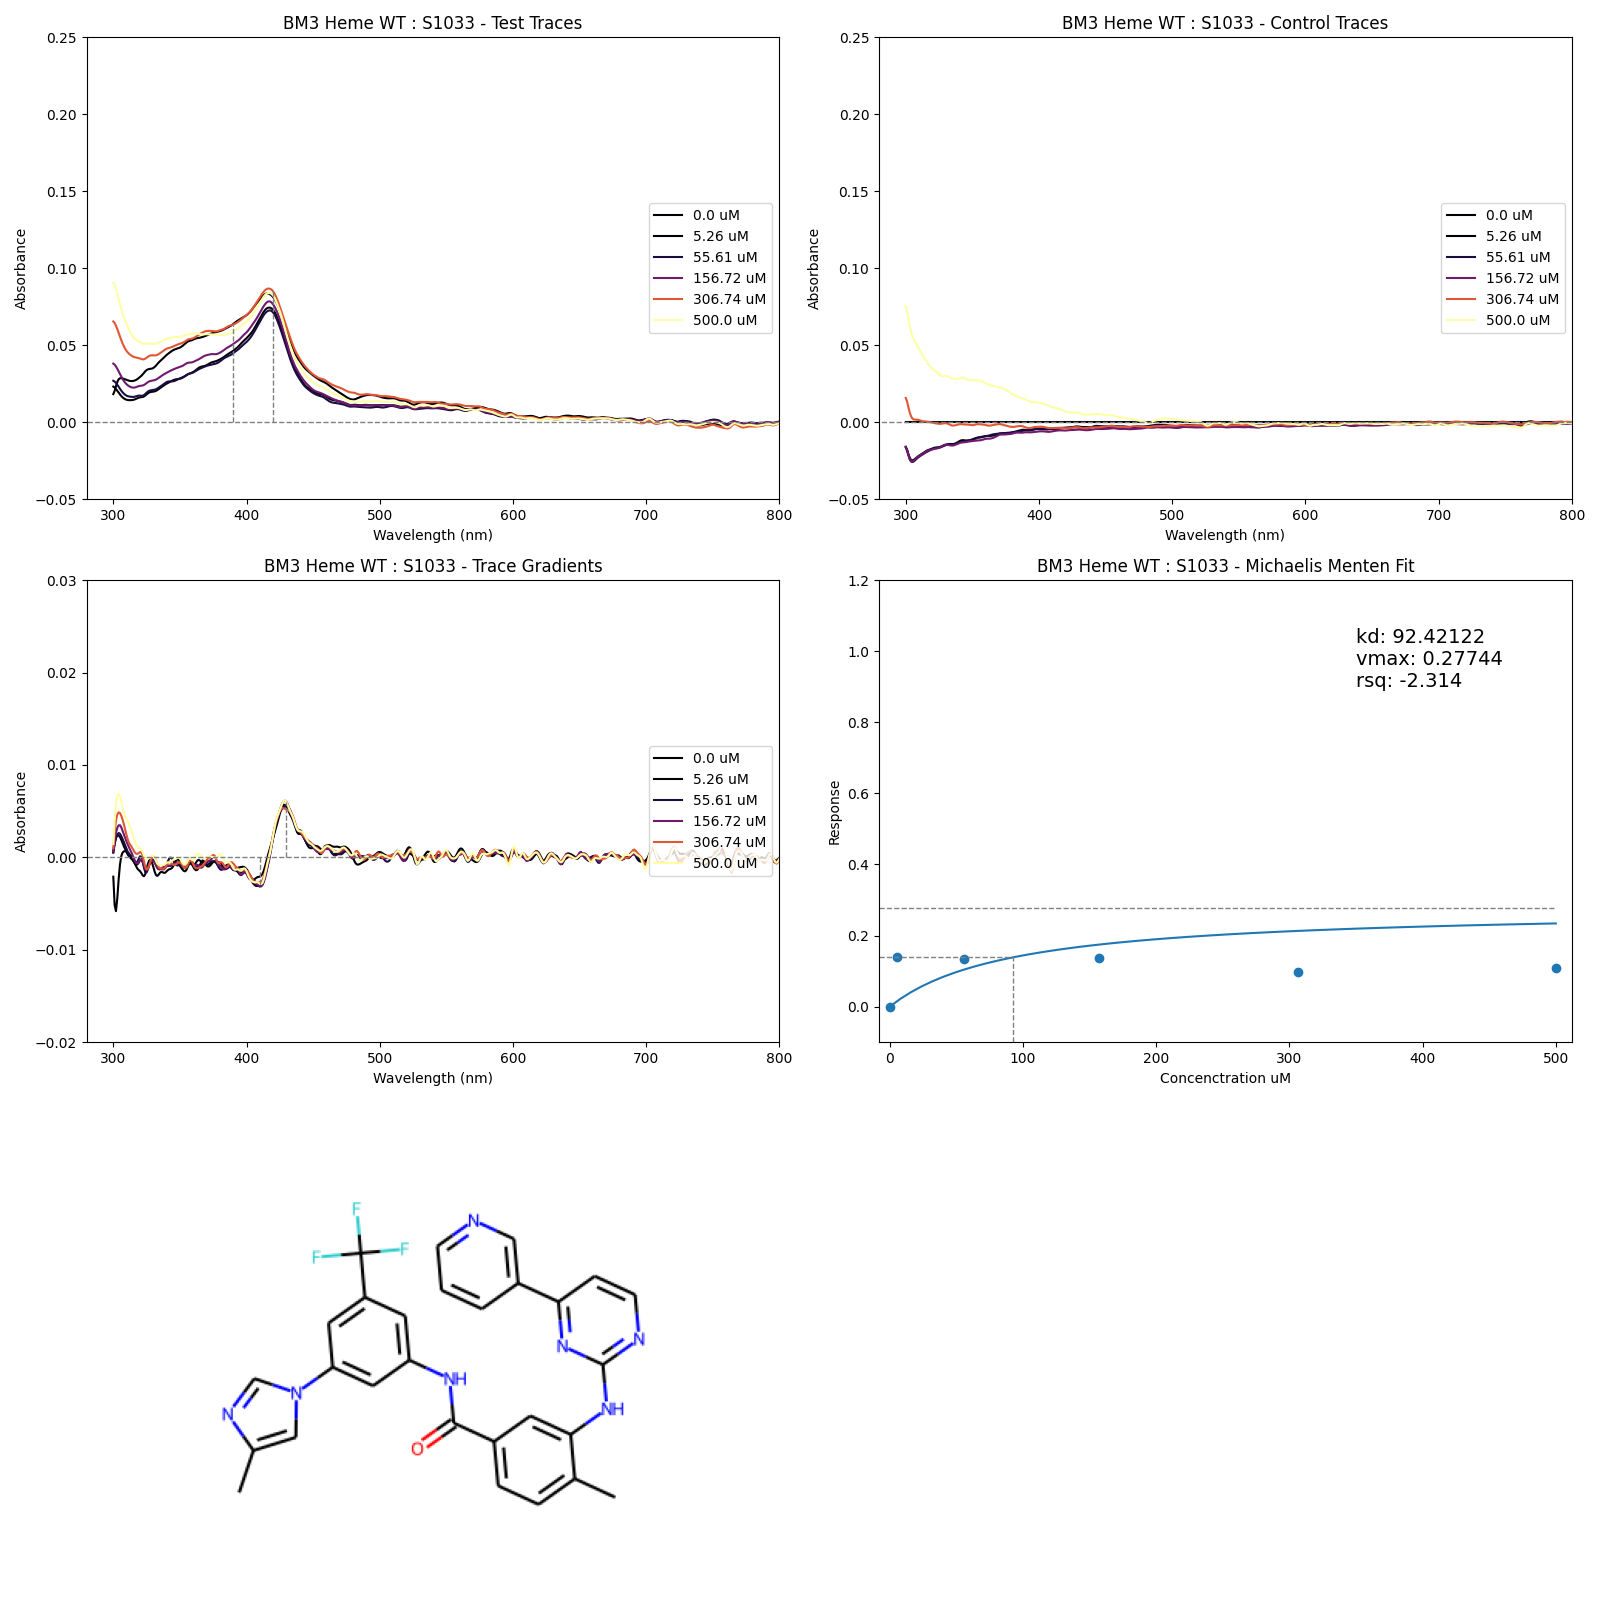 BM3 Heme WT : S1033 - Test Traces
Absorbance
0.25
0.20
0.15
0.10
0.05
0.00
−0.05
300 400 500 600 700 800
Wavelength (nm)
0.0 uM
5.26 uM
55.61 uM
156.72 uM
306.74 uM
500.0 uM
BM3 Heme WT : S1033 - Control Traces
Absorbance
0.25
0.20
0.15
0.10
0.05
0.00
−0.05
300 400 500 600 700 800
Wavelength (nm)
0.0 uM
5.26 uM
55.61 uM
156.72 uM
306.74 uM
500.0 uM
BM3 Heme WT : S1033 - Trace Gradients
Absorbance
0.03
0.02
0.01
0.00
−0.01
−0.02
300 400 500 600 700 800
Wavelength (nm)
0.0 uM
5.26 uM
55.61 uM
156.72 uM
306.74 uM
500.0 uM
BM3 Heme WT : S1033 - Michaelis Menten Fit
Response
1.2
1.0
0.8
0.6
0.4
0.2
0.0
0 100 200 300 400 500
Concenctration uM
kd: 92.42122
vmax: 0.27744
rsq: -2.314
F
F
F
N
N
N
NH
N
N
NH
O